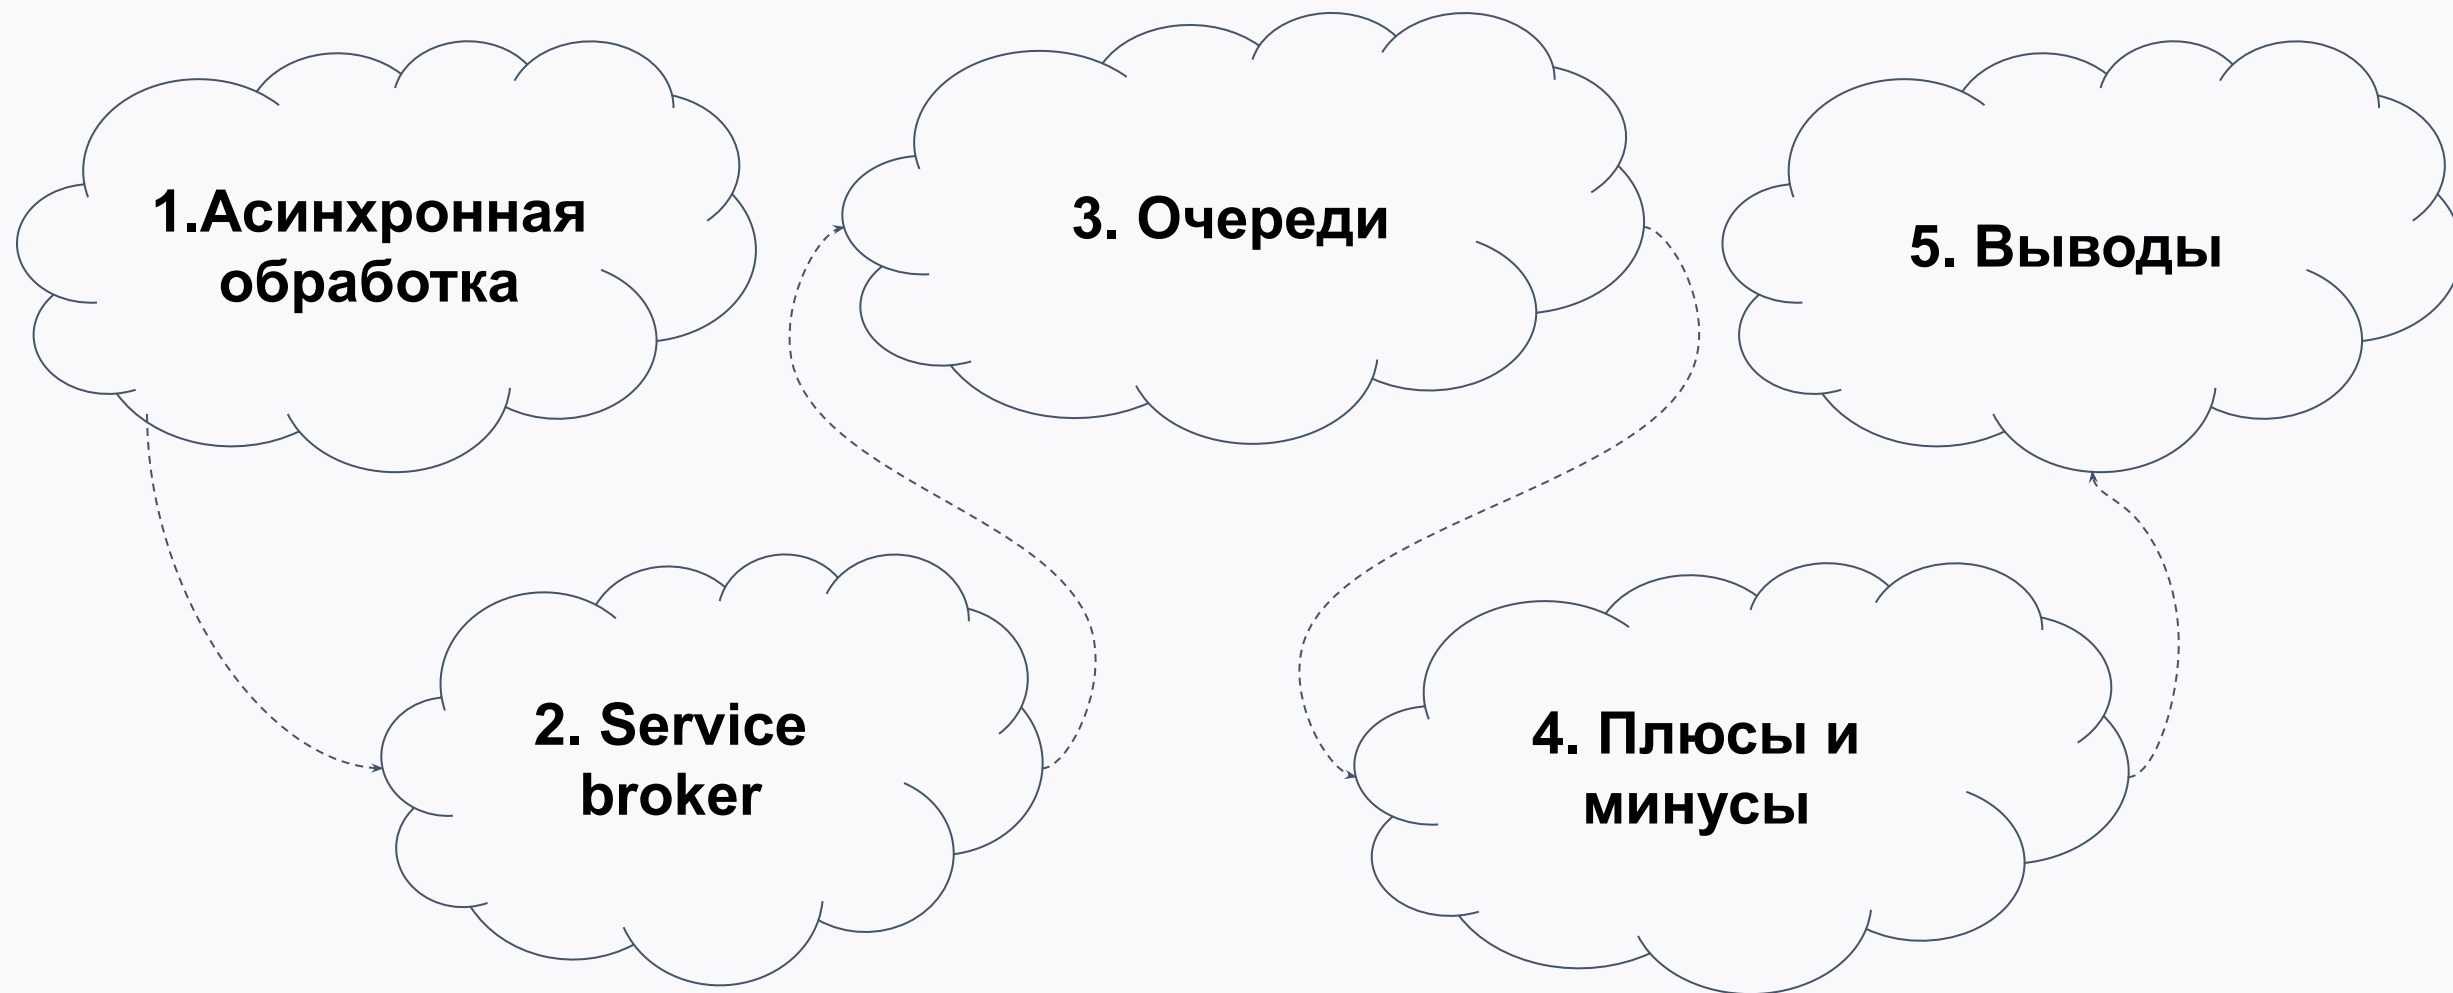 1.Асинхронная
обработка
2. Service
broker
3. Очереди
4. Плюсы и
минусы
5. Выводы